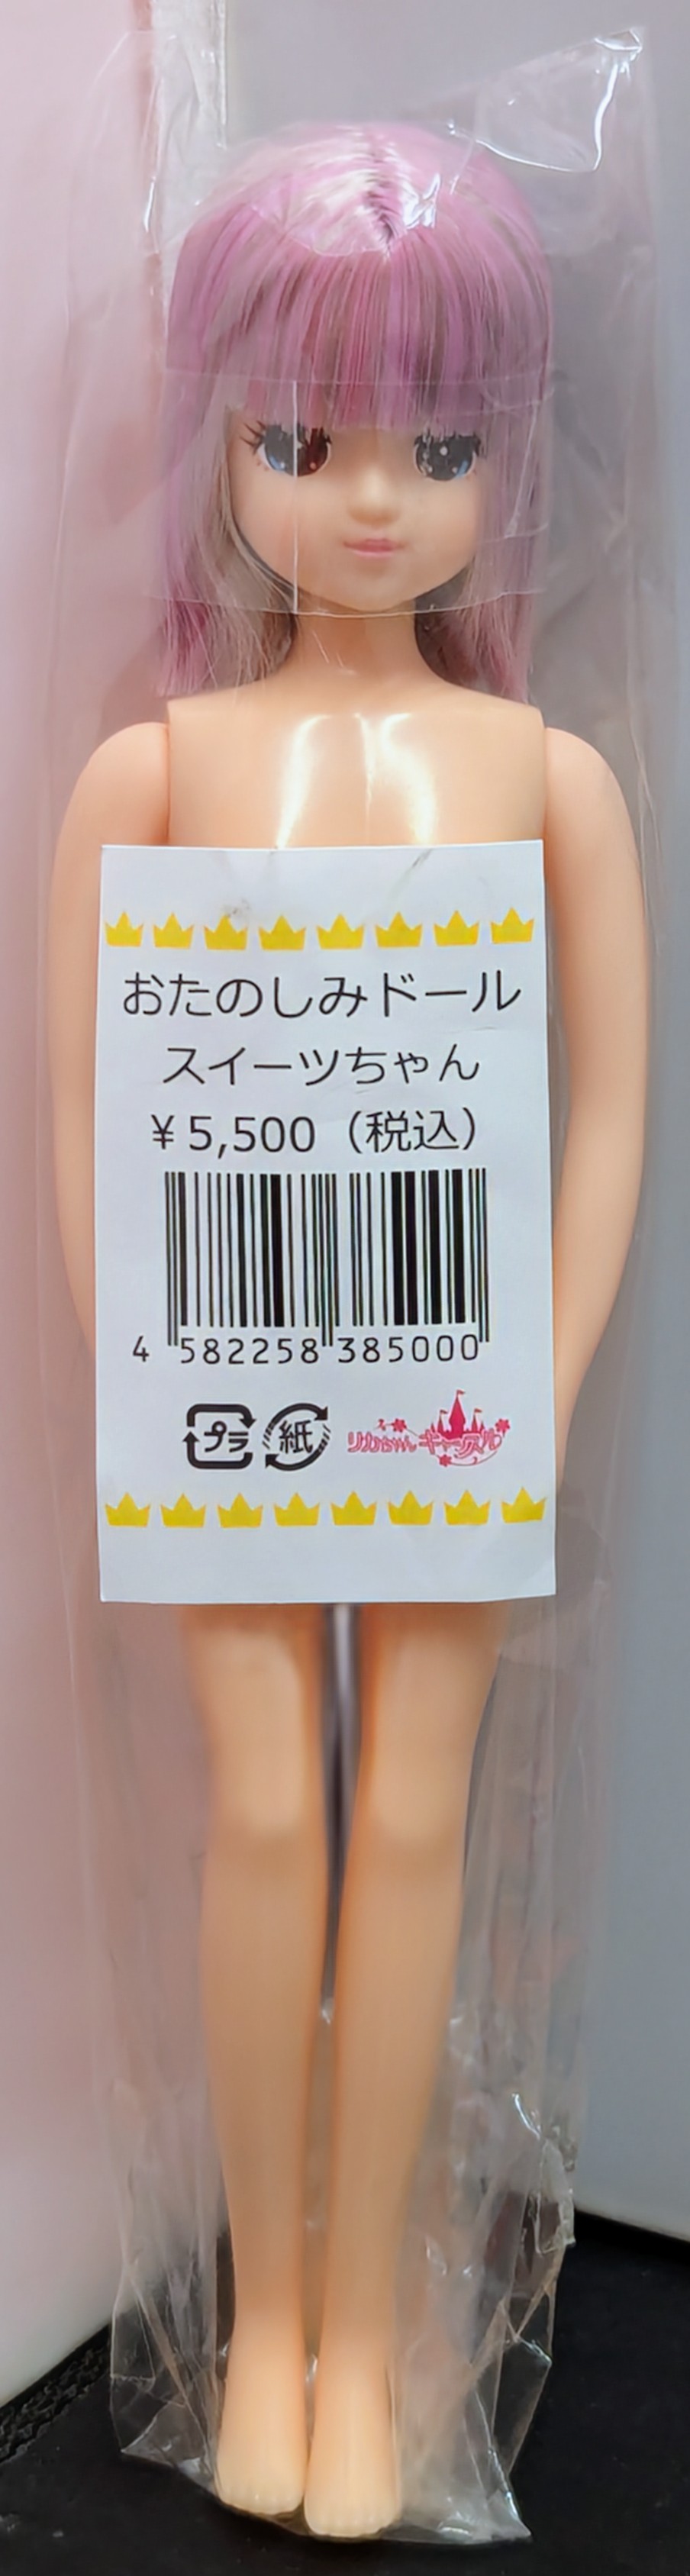 おたのしみドール
スイーツちゃん
¥5,500（税込）
4 582258 385000
プラ
紙
リカちゃんキャッスル